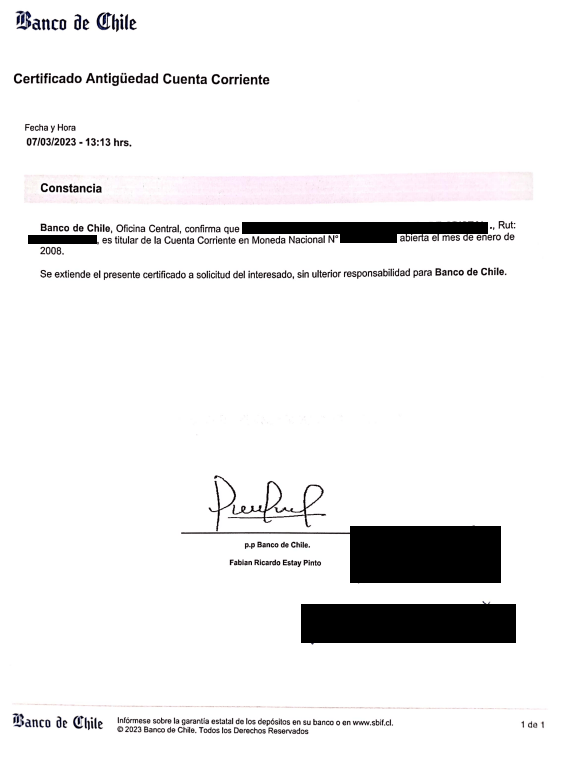 Banco de Chile
Certificado Antigüedad Cuenta Corriente
Fecha y Hora
07/03/2023 - 13:13 hrs.
Constancia
Banco de Chile, Oficina Central, confirma que ., Rut:
, es titular de la Cuenta Corriente en Moneda Nacional N° abierta el mes de enero de
2008.
Se extiende el presente certificado a solicitud del interesado, sin ulterior responsabilidad para Banco de Chile.
p.p Banco de Chile.
Fabian Ricardo Estay Pinto
Banco de Chile
Infórmese sobre la garantía estatal de los depósitos en su banco o en www.sbif.cl.
© 2023 Banco de Chile. Todos los Derechos Reservados
1 de 1